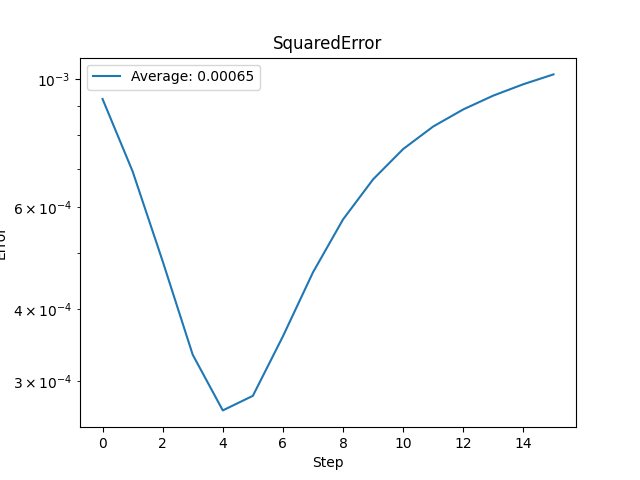 SquaredError
Average: 0.00065
10⁻³
6 × 10⁻⁴
4 × 10⁻⁴
3 × 10⁻⁴
Error
0 2 4 6 8 10 12 14
Step